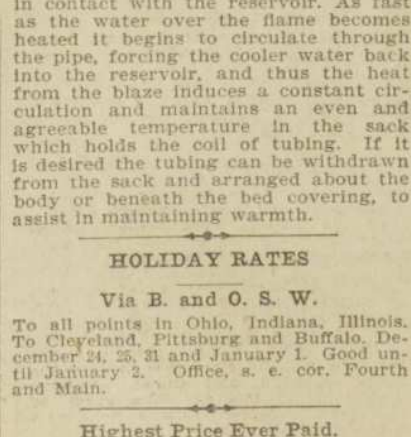 in contact with the reservoir. As fast
as the water over the flame becomes
heated it begins to circulate through
the pipe, forcing the cooler water back
into the reservoir, and thus the heat
from the blaze induces a constant cir-
culation and maintains an even and
agreeable temperature in the sack
which holds the coil of tubing. If it
is desired the tubing can be withdrawn
from the sack and arranged about the
body or beneath the bed covering, to
assist in maintaining warmth.
HOLIDAY RATES
Via B. and O. S. W.
To all points in Ohio, Indiana, Illinois.
To Cleveland, Pittsburg and Buffalo. De-
cember 24, 25, 31 and January 1. Good un-
til January 2. Office, s. e. cor. Fourth
and Main.
Highest Price Ever Paid.